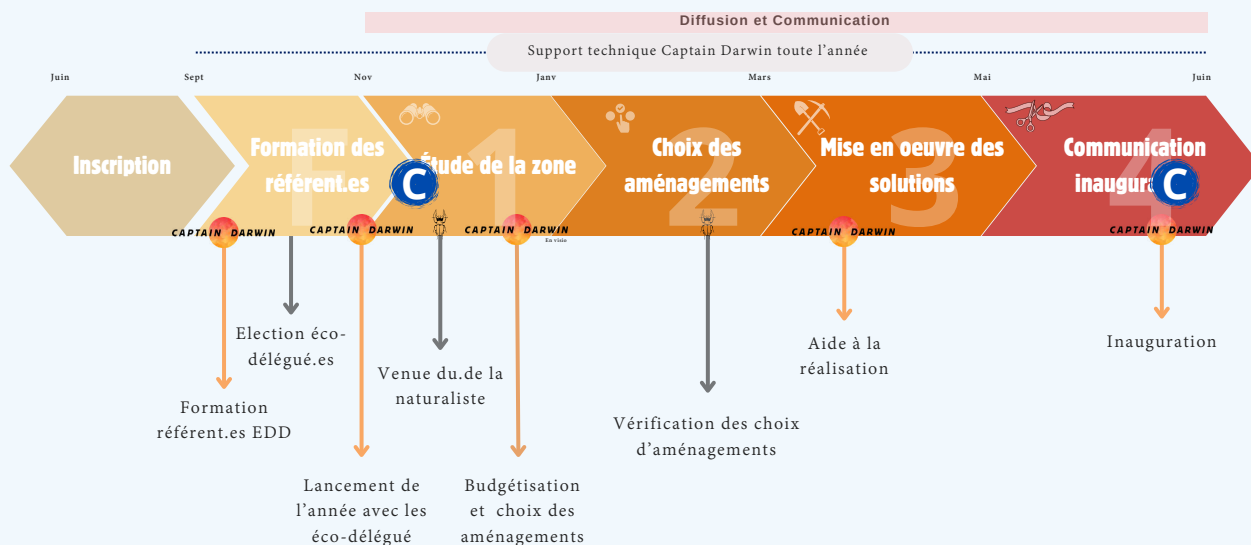 Diffusion et Communication
Support technique Captain Darwin toute l'année
Juin
Sept
Nov
Janv
Mars
Mai
Juin
Inscription
F
Formation des
référent.es
1
Étude de la zone
2
Choix des
aménagements
3
Mise en oeuvre des
solutions
4
Communication
C
C
CAPTAIN DARWIN
CAPTAIN DARWIN
CAPTAIN DARWIN
En visio
CAPTAIN DARWIN
CAPTAIN DARWIN
Election éco-
délégué.es
Formation
référent.es EDD
Venue du.de la
naturaliste
Lancement de
l'année avec les
éco-délégué
Budgétisation
et choix des
aménagements
Vérification des choix
d'aménagements
Aide à la
réalisation
Inauguration